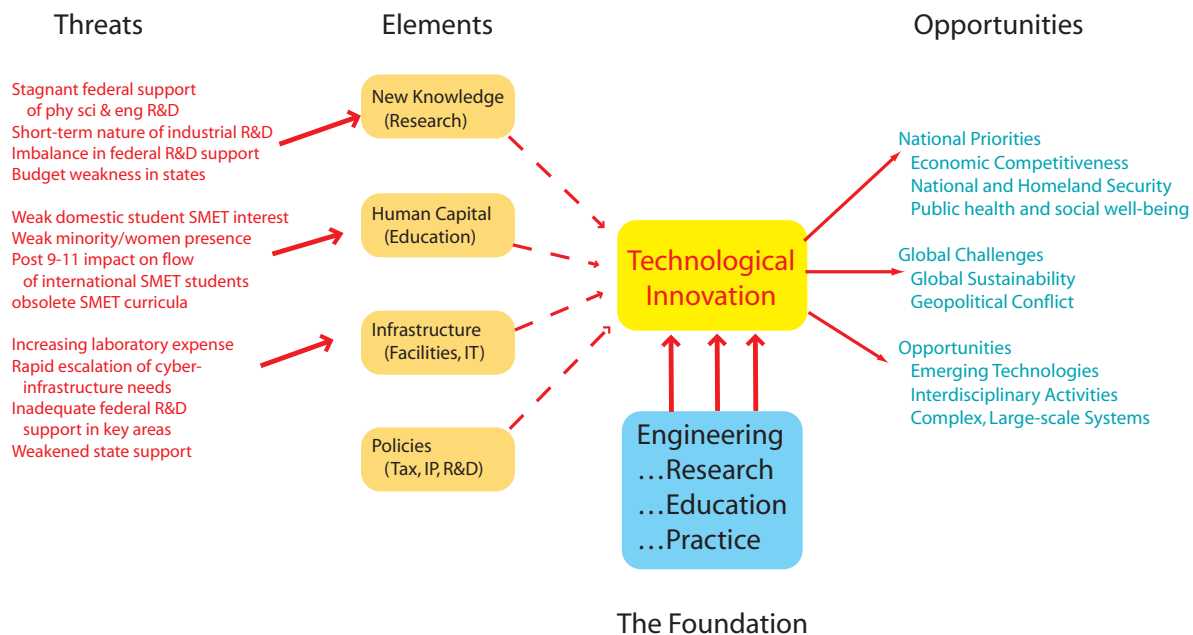 Threats
Elements
Opportunities
Stagnant federal support
of phy sci & eng R&D
Short-term nature of industrial R&D
Imbalance in federal R&D support
Budget weakness in states
Weak domestic student SMET interest
Weak minority/women presence
Post 9-11 impact on flow
of international SMET students
obsolete SMET curricula
Increasing laboratory expense
Rapid escalation of cyber-
infrastructure needs
Inadequate federal R&D
support in key areas
Weakened state support
New Knowledge
(Research)
Human Capital
(Education)
Infrastructure
(Facilities, IT)
Policies
(Tax, IP, R&D)
Technological
Innovation
Engineering
…Research
…Education
…Practice
The Foundation
National Priorities
Economic Competitiveness
National and Homeland Security
Public health and social well-being
Global Challenges
Global Sustainability
Geopolitical Conflict
Opportunities
Emerging Technologies
Interdisciplinary Activities
Complex, Large-scale Systems